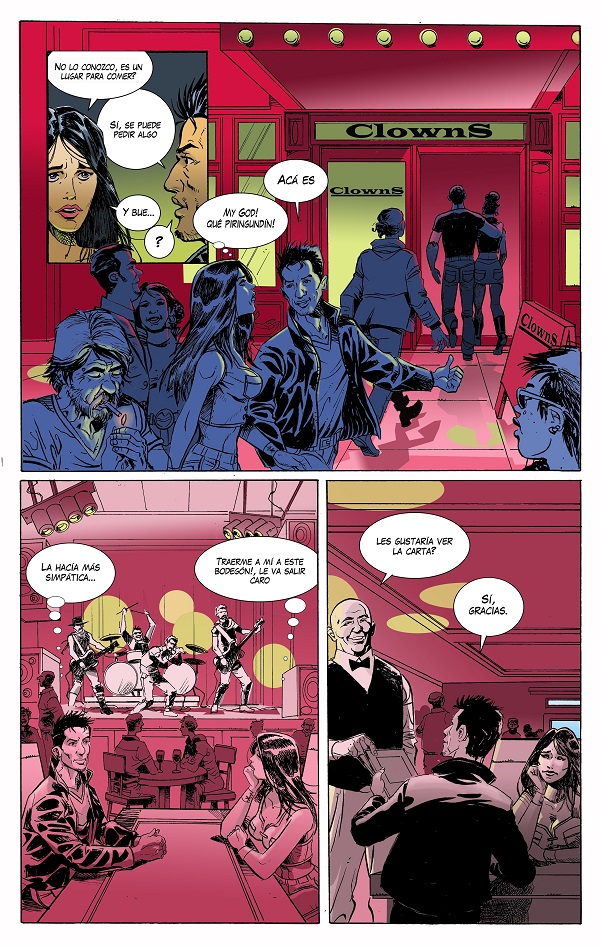 NO LO CONOZCO, ES UN
LUGAR PARA COMER?
SÍ, SE PUEDE
PEDIR ALGO
Y BUE...
?
MY GOD!
QUÉ PIRINGUNDÍN!
ACÁ ES
ClownS
ClownS
ClownS
LA HACÍA MÁS
SIMPÁTICA...
TRAERME A MÍ A ESTE
BODEGÓN!, LE VA SALIR
CARO
LES GUSTARÍA VER
LA CARTA?
SÍ,
GRACIAS.